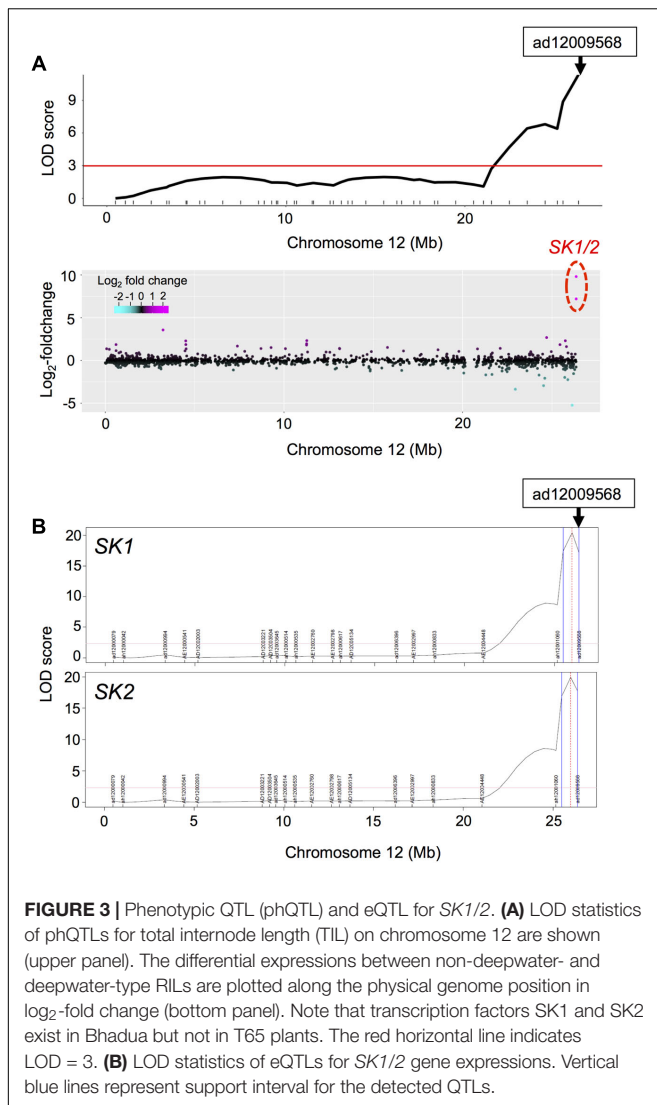 ad12009568
A
LOD score
9
6
3
0
0 10 20
Chromosome 12 (Mb)
SK1/2
Log2 fold change
-2 -1 0 1 2
Log2-foldchange
10
5
0
-5
0 10 20
Chromosome 12 (Mb)
ad12009568
B
SK1
LOD score
20
15
10
5
0
SK2
20
15
10
5
0
0 5 10 15 20 25
Chromosome 12 (Mb)
FIGURE 3 | Phenotypic QTL (phQTL) and eQTL for SK1/2. (A) LOD statistics
of phQTLs for total internode length (TIL) on chromosome 12 are shown
(upper panel). The differential expressions between non-deepwater- and
deepwater-type RILs are plotted along the physical genome position in
log2-fold change (bottom panel). Note that transcription factors SK1 and SK2
exist in Bhadua but not in T65 plants. The red horizontal line indicates
LOD = 3. (B) LOD statistics of eQTLs for SK1/2 gene expressions. Vertical
blue lines represent support interval for the detected QTLs.